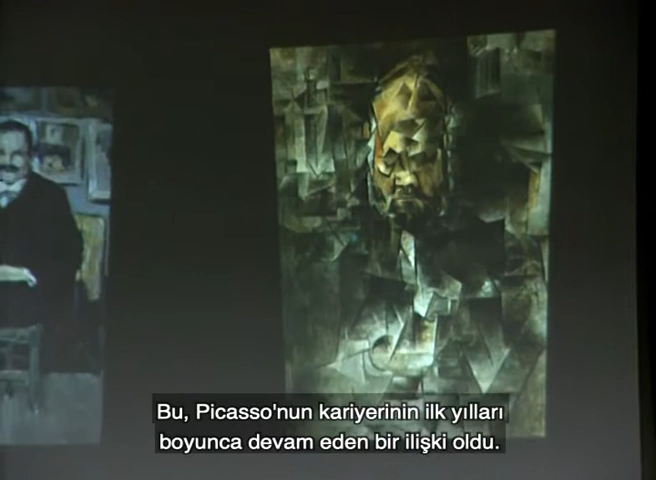 Bu, Picasso'nun kariyerinin ilk yılları
boyunca devam eden bir ilişki oldu.